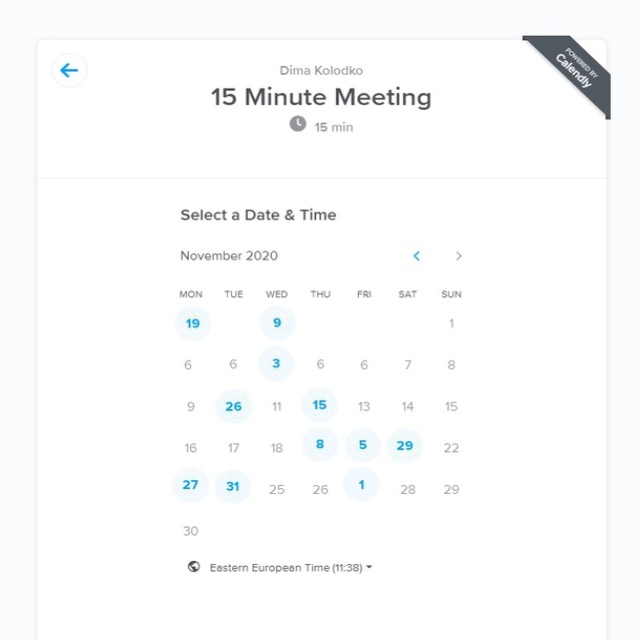 POWERED BY
Calendly
Dima Kolodko
15 Minute Meeting
15 min
Select a Date & Time
November 2020
MON TUE WED THU FRI SAT SUN
19 9 1
6 6 3 6 6 7 8
9 26 11 15 13 14 15
16 17 18 8 5 29 22
27 31 25 26 1 28 29
30
Eastern European Time (11:38)